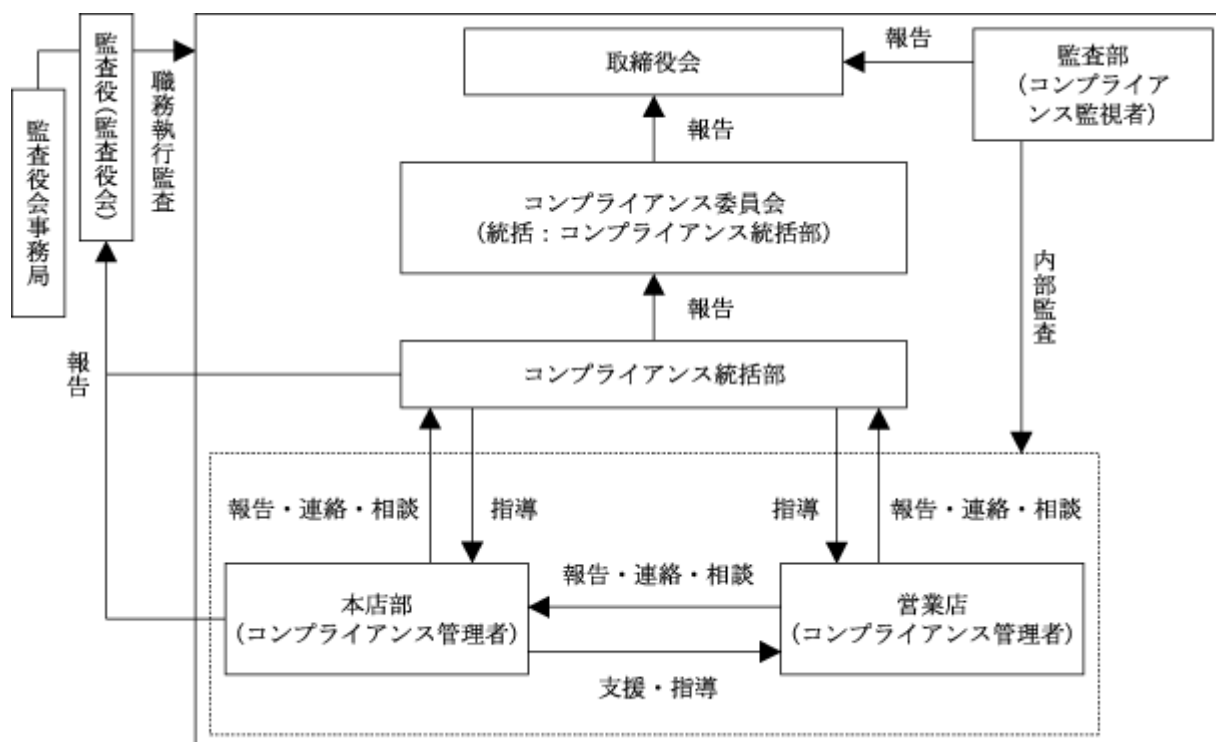 監査役会事務局
監査役(監査役会)
職務執行監査
報告
取締役会
報告
監査部
(コンプライア
ンス監視者)
報告
コンプライアンス委員会
(統括：コンプライアンス統括部)
報告
内部監査
コンプライアンス統括部
報告・連絡・相談
指導
指導
報告・連絡・相談
本店部
(コンプライアンス管理者)
報告・連絡・相談
支援・指導
営業店
(コンプライアンス管理者)